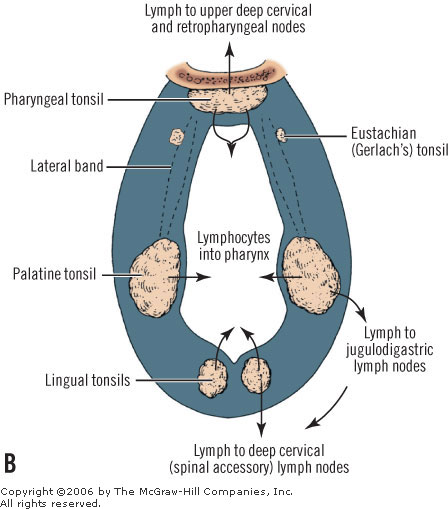 Lymph to upper deep cervical
and retropharyngeal nodes
Pharyngeal tonsil
Eustachian
(Gerlach's) tonsil
Lateral band
Lymphocytes
into pharynx
Palatine tonsil
Lymph to
jugulodigastric
lymph nodes
Lingual tonsils
Lymph to deep cervical
(spinal accessory) lymph nodes
B
Copyright ©2006 by The McGraw-Hill Companies, Inc.
All rights reserved.